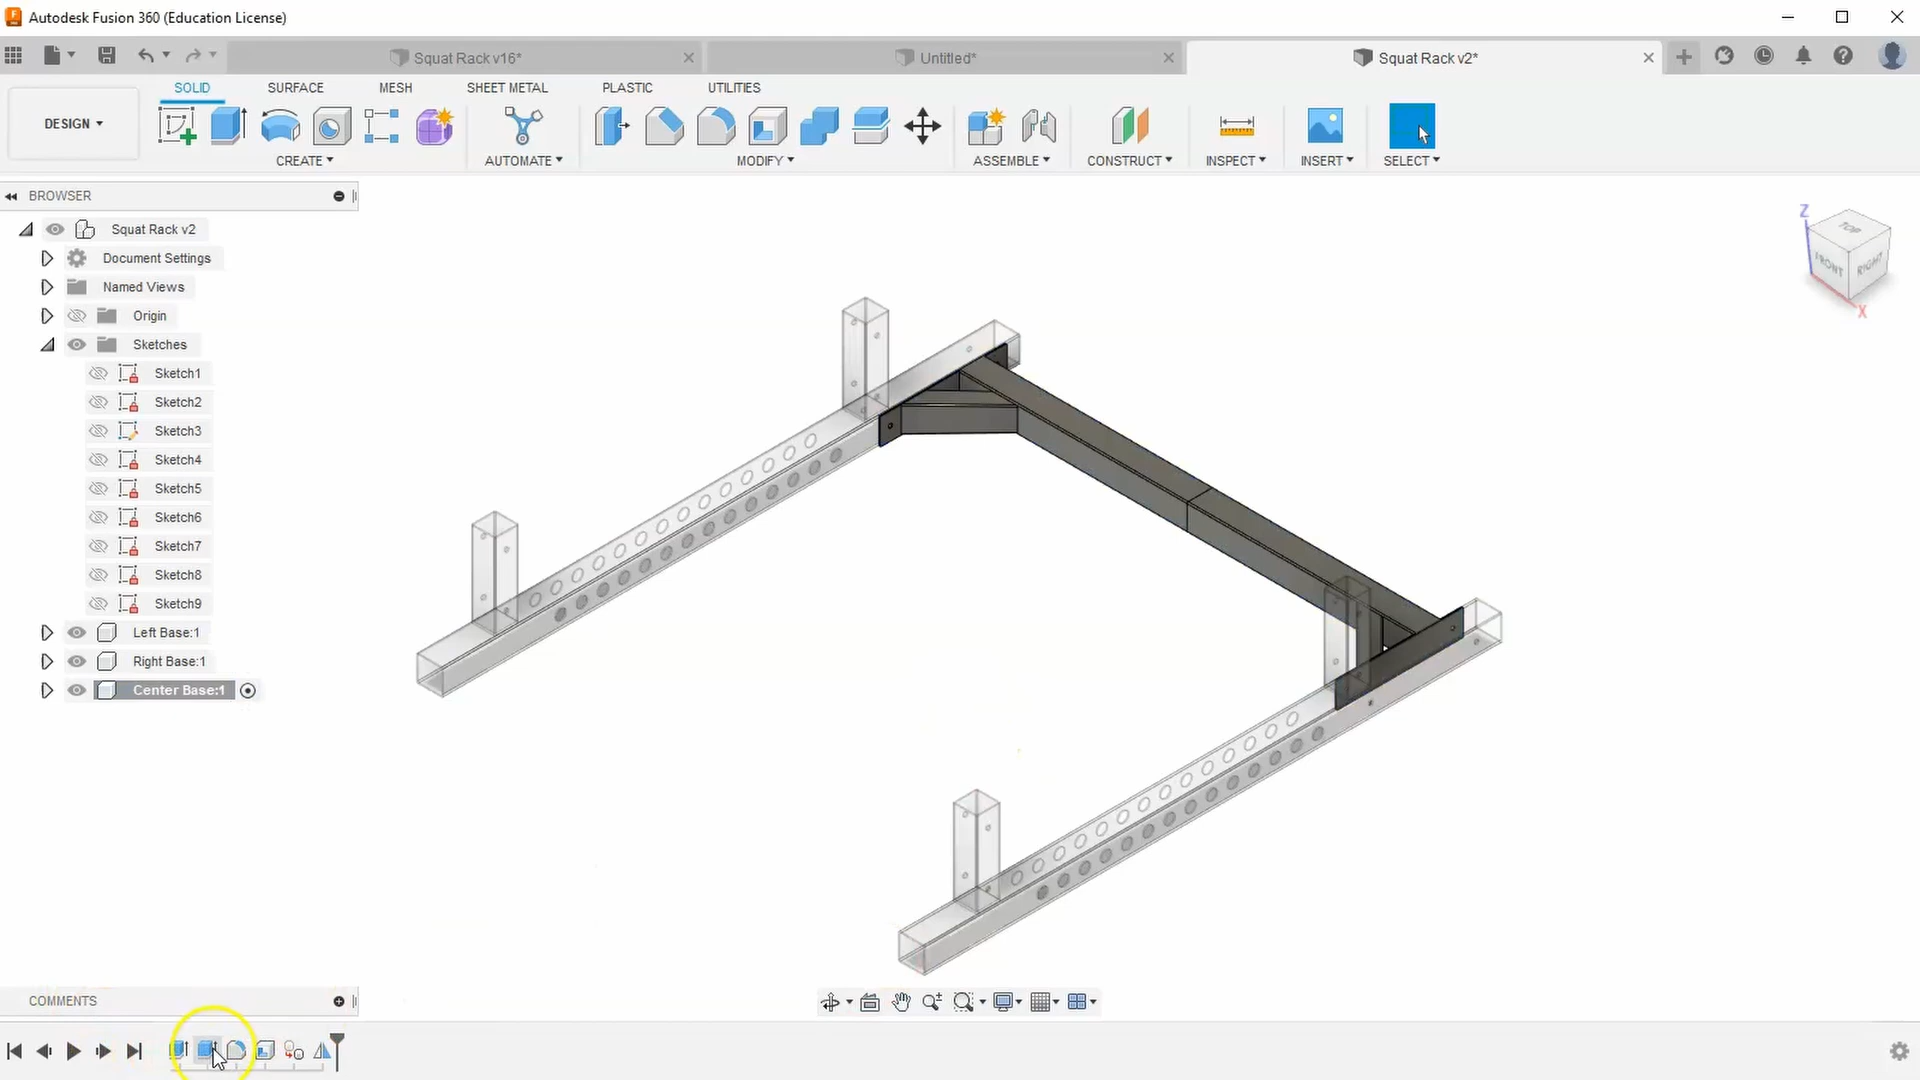 Autodesk Fusion 360 (Education License)
Squat Rack v16*
Untitled*
Squat Rack v2*
SOLID
SURFACE
MESH
SHEET METAL
PLASTIC
UTILITIES
DESIGN
CREATE
AUTOMATE
MODIFY
ASSEMBLE
CONSTRUCT
INSPECT
INSERT
SELECT
BROWSER
Squat Rack v2
Document Settings
Named Views
Origin
Sketches
Sketch1
Sketch2
Sketch3
Sketch4
Sketch5
Sketch6
Sketch7
Sketch8
Sketch9
Left Base:1
Right Base:1
Center Base:1
Z
TOP
FRONT
RIGHT
X
COMMENTS